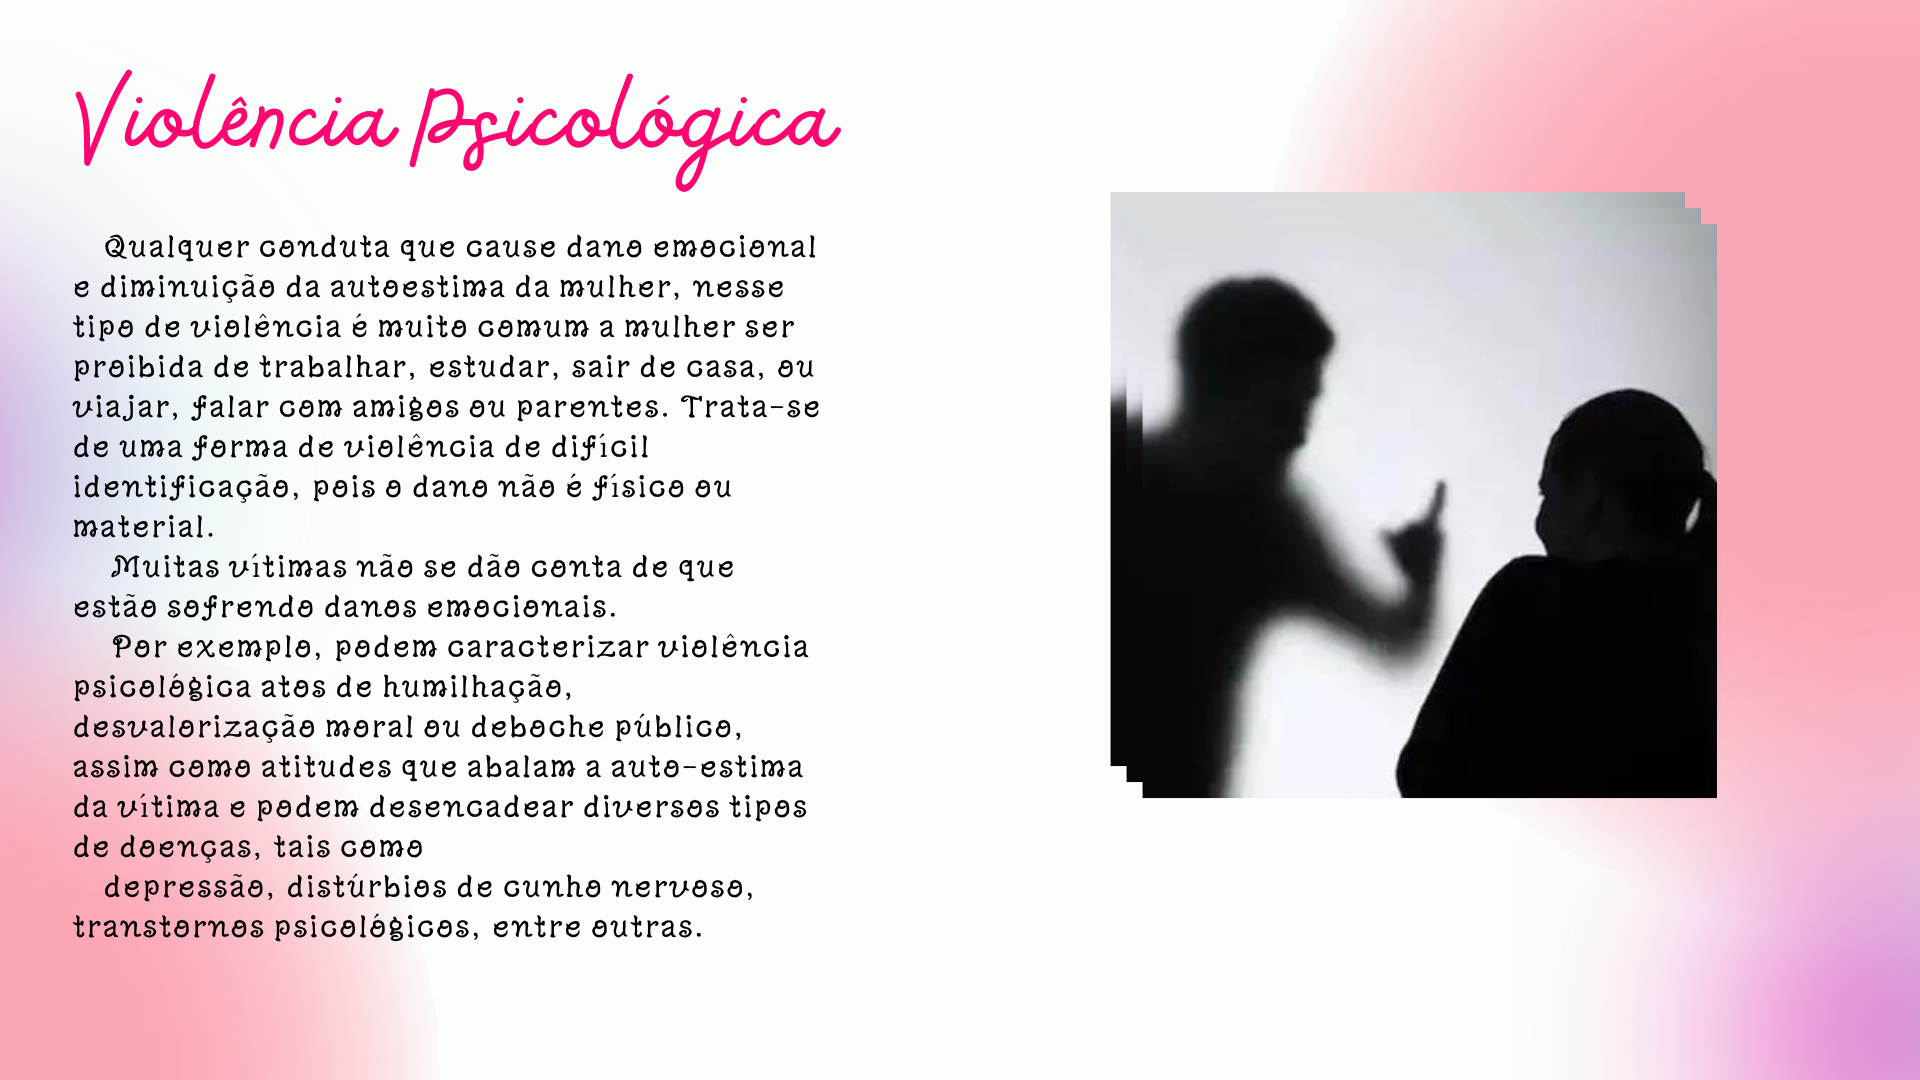 Violência Psicológica
Qualquer conduta que cause dano emocional
e diminuição da autoestima da mulher, nesse
tipo de violência é muito comum a mulher ser
proibida de trabalhar, estudar, sair de casa, ou
viajar, falar com amigos ou parentes. Trata-se
de uma forma de violência de difícil
identificação, pois o dano não é físico ou
material.
Muitas vítimas não se dão conta de que
estão sofrendo danos emocionais.
Por exemplo, podem caracterizar violência
psicológica atos de humilhação,
desvalorização moral ou deboche público,
assim como atitudes que abalam a auto-estima
da vítima e podem desencadear diversos tipos
de doenças, tais como
depressão, distúrbios de cunho nervoso,
transtornos psicológicos, entre outras.